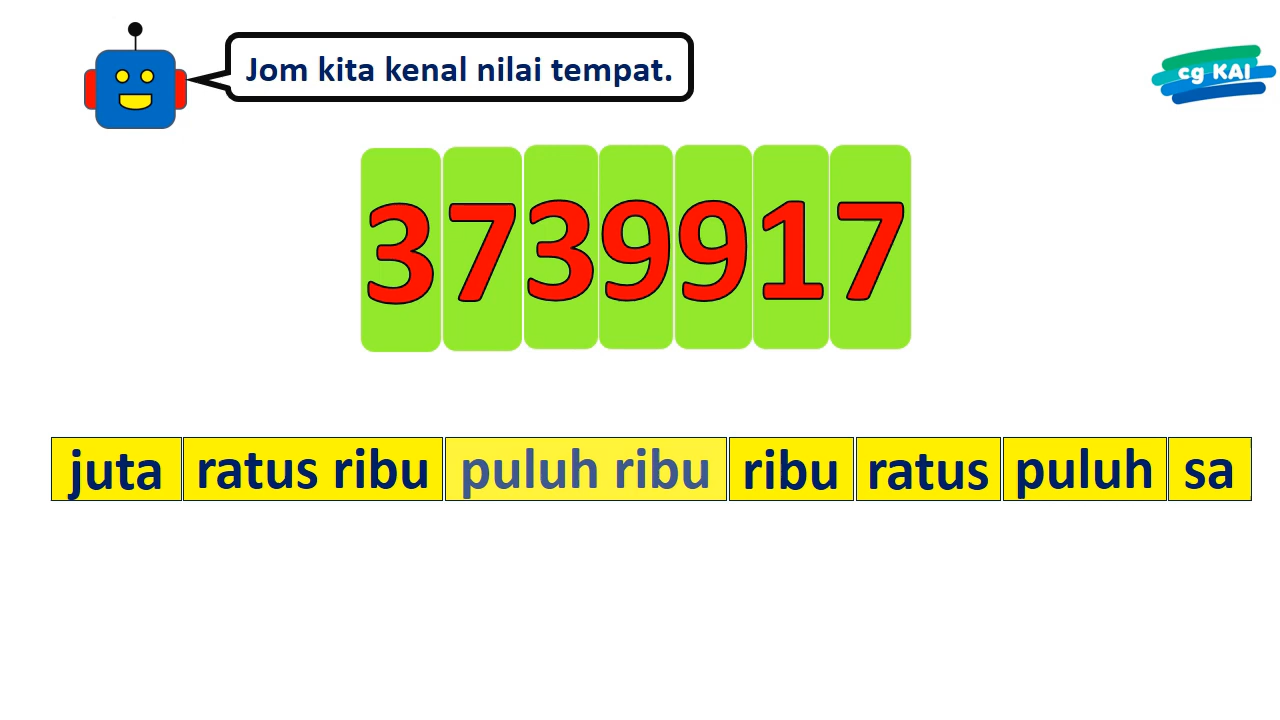 Jom kita kenal nilai tempat.
cg KAI
3739917
juta ratus ribu puluh ribu ribu ratus puluh sa